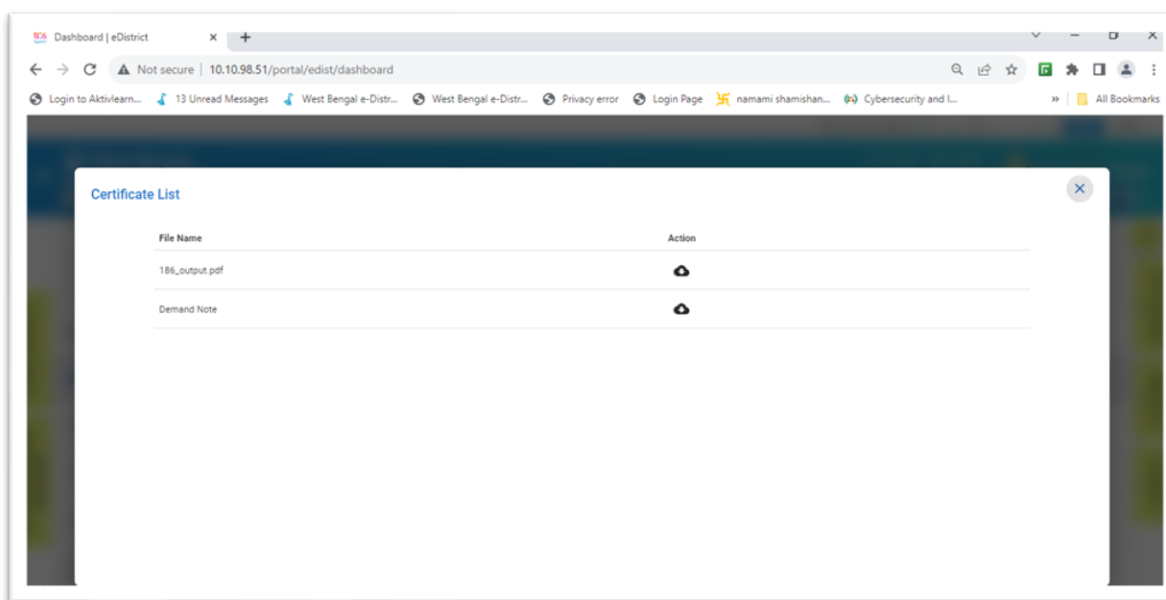 Dashboard | eDistrict
Not secure | 10.10.98.51/portal/edist/dashboard
Login to Aktivlearn... 13 Unread Messages West Bengal e-Distr... West Bengal e-Distr... Privacy error Login Page namami shamishan... Cybersecurity and I... » All Bookmarks
Certificate List
File Name Action
186_output.pdf
Demand Note